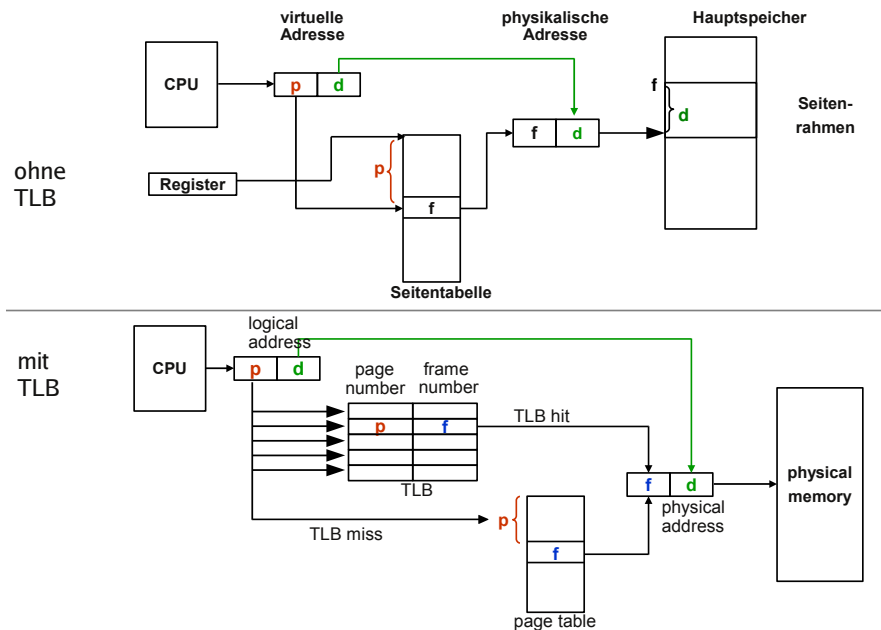 virtuelle
Adresse
physikalische
Adresse
Hauptspeicher
CPU
p
d
f
d
f
d
Seiten-
rahmen
ohne
TLB
Register
p
f
Seitentabelle
mit
TLB
logical
address
CPU
p
d
page
number
frame
number
p
f
TLB hit
TLB
f
d
physical
address
physical
memory
TLB miss
p
f
page table